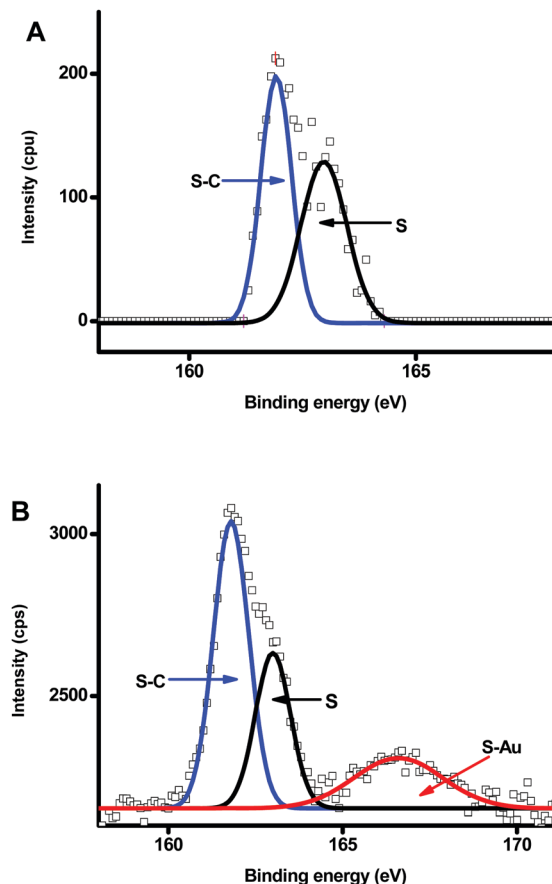 A
200
100
0
Intensity (cpu)
S-C
S
160
165
Binding energy (eV)
B
3000
2500
Intensity (cps)
S-C
S
S-Au
160
165
170
Binding energy (eV)